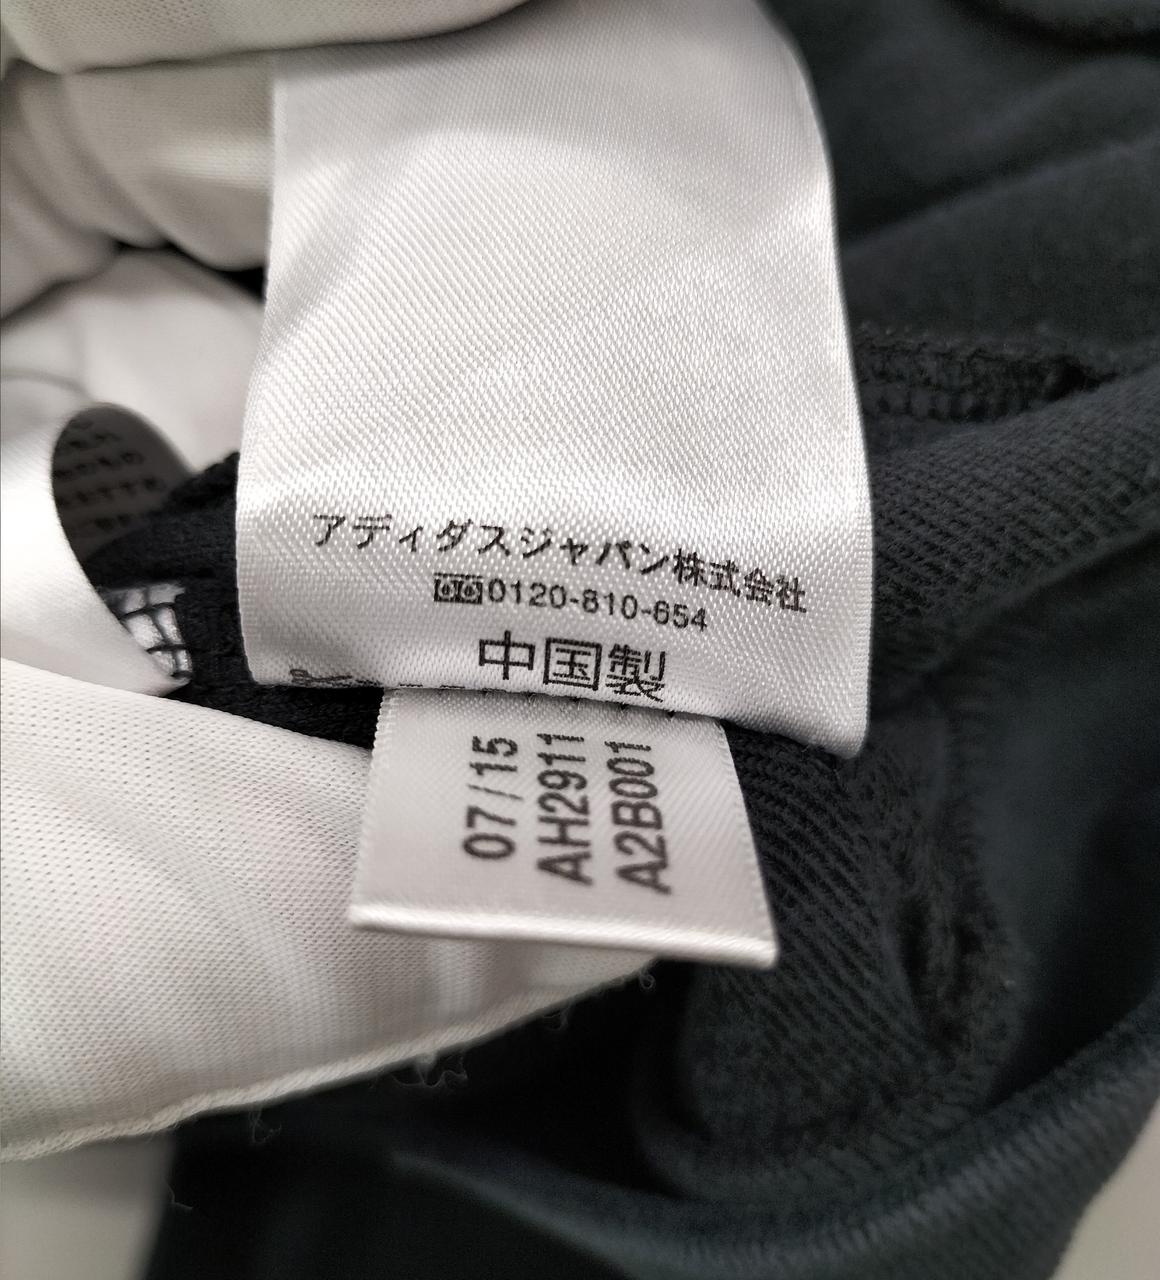 アディダスジャパン株式会社
0120-810-654
中国製
07/15
AH2911
A2B001